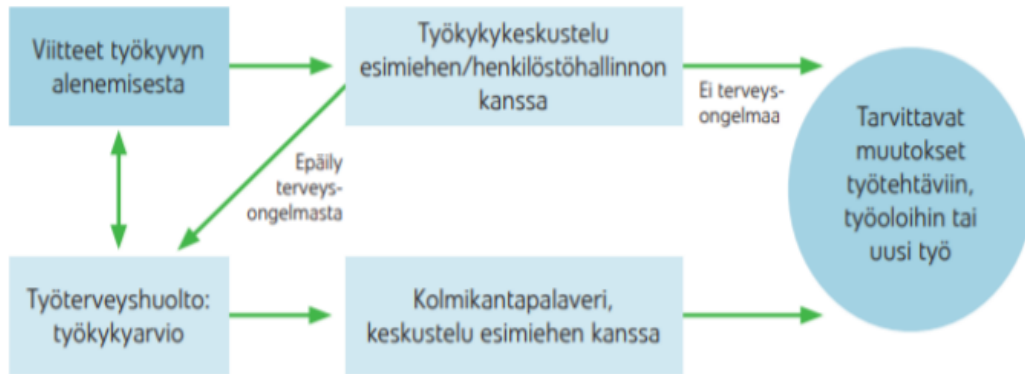 Viitteet työkyvyn
alenemisesta
Työkykykeskustelu
esimiehen/henkilöstöhallinnon
kanssa
Ei terveys-
ongelmaa
Epäily
terveys-
ongelmasta
Tarvittavat
muutokset
työtehtäviin,
työoloihin tai
uusi työ
Työterveyshuolto:
työkykyarvio
Kolmikantapalaveri,
keskustelu esimiehen kanssa